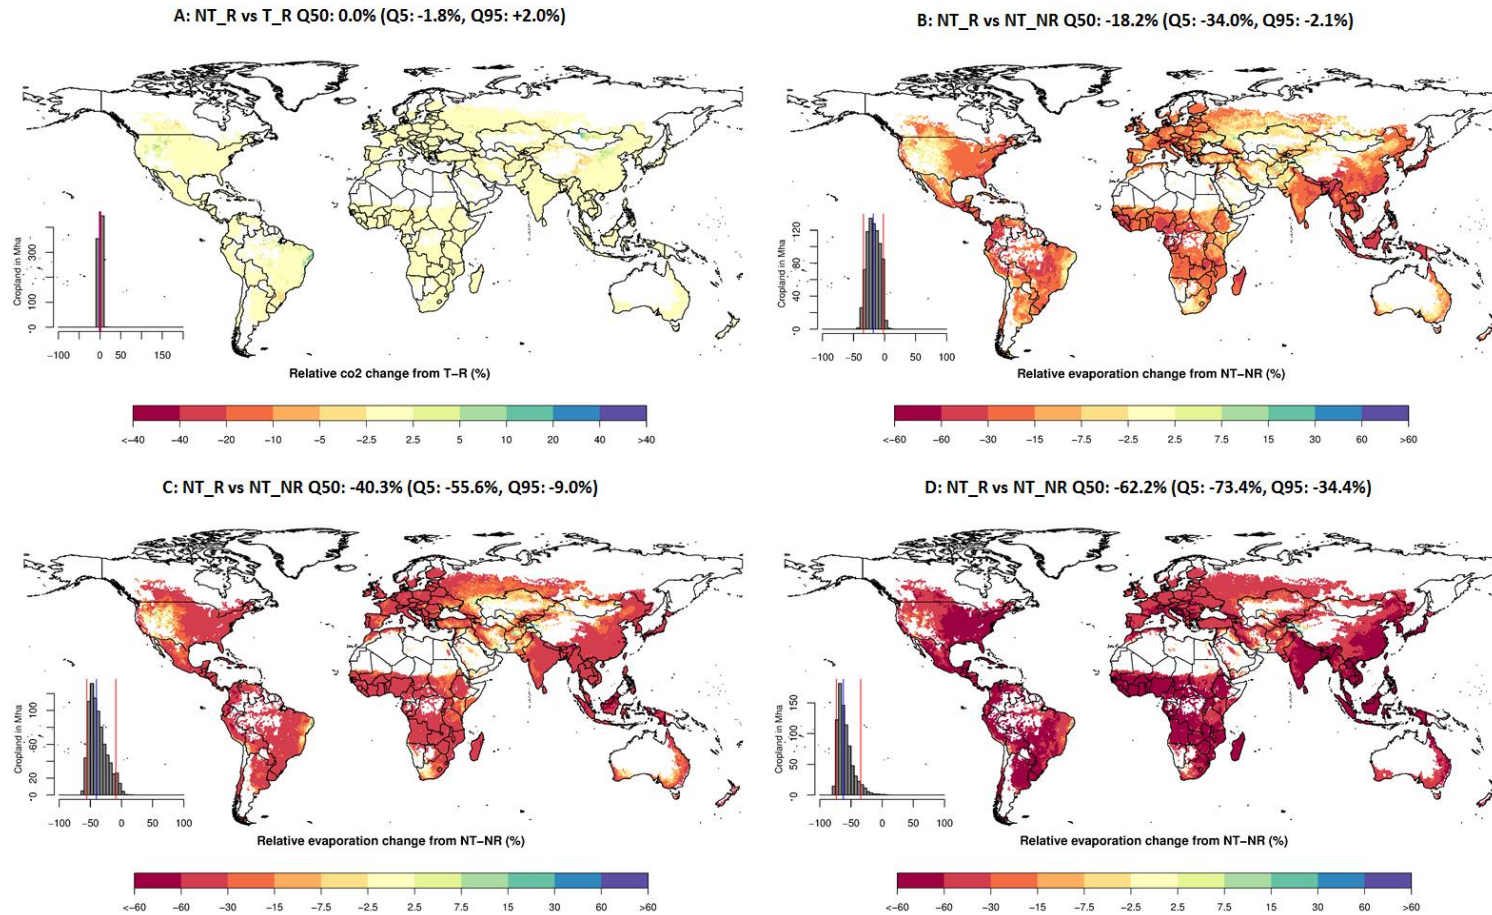 A: NT_R vs T_R Q50: 0.0% (Q5: -1.8%, Q95: +2.0%)
B: NT_R vs NT_NR Q50: -18.2% (Q5: -34.0%, Q95: -2.1%)
Cropland in Mha
0 100 300
−100 0 50 150
Relative co2 change from T−R (%)
<−40 −40 −20 −10 −5 −2.5 2.5 5 10 20 40 >40
Cropland in Mha
0 40 80 120
−100 −50 0 50 100
Relative evaporation change from NT−NR (%)
<−60 −60 −30 −15 −7.5 −2.5 2.5 7.5 15 30 60 >60
C: NT_R vs NT_NR Q50: -40.3% (Q5: -55.6%, Q95: -9.0%)
D: NT_R vs NT_NR Q50: -62.2% (Q5: -73.4%, Q95: -34.4%)
Cropland in Mha
0 20 60 100
−100 −50 0 50 100
Relative evaporation change from NT−NR (%)
<−60 −60 −30 −15 −7.5 −2.5 2.5 7.5 15 30 60 >60
Cropland in Mha
0 50 100 150
−100 −50 0 50 100
Relative evaporation change from NT−NR (%)
<−60 −60 −30 −15 −7.5 −2.5 2.5 7.5 15 30 60 >60